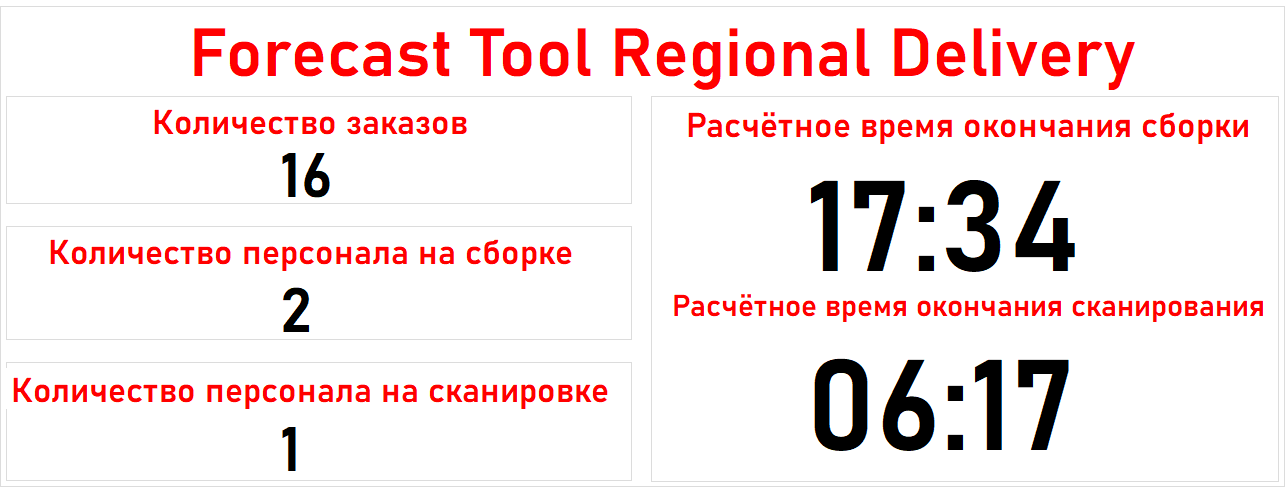 Forecast Tool Regional Delivery
Количество заказов
16
Количество персонала на сборке
2
Количество персонала на сканировке
1
Расчётное время окончания сборки
17:34
Расчётное время окончания сканирования
06:17